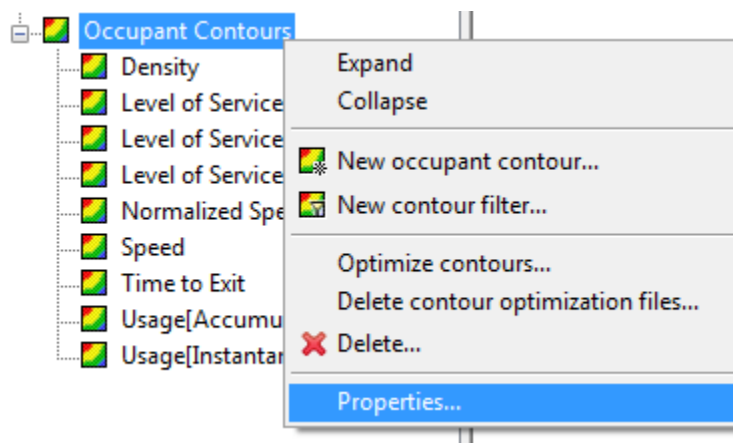 Occupant Contours
Density
Level of Service
Level of Service
Level of Service
Normalized Spe
Speed
Time to Exit
Usage[Accumu
Usage[Instantar
Expand
Collapse
New occupant contour...
New contour filter...
Optimize contours...
Delete contour optimization files...
Delete...
Properties...